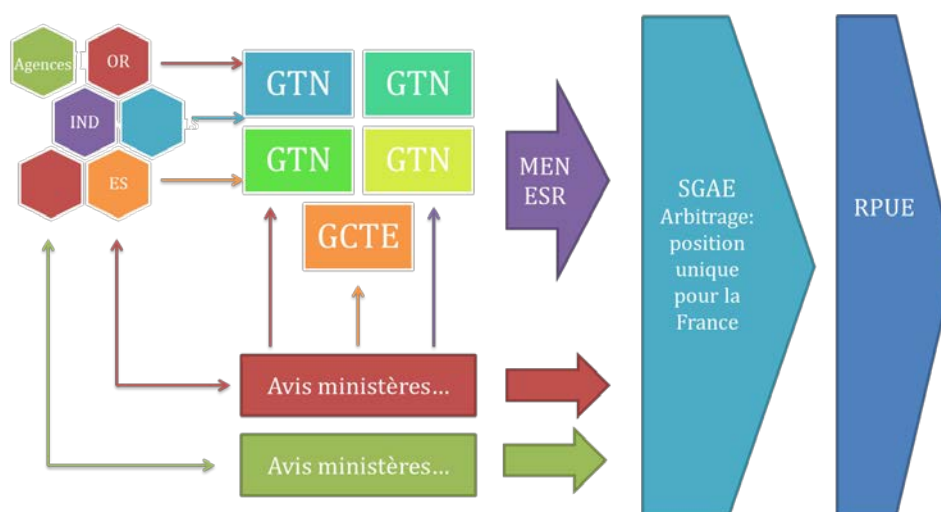 Agences
OR
IND
ES
GTN
GTN
GTN
GTN
GCTE
MEN
ESR
SGAE
Arbitrage:
position
unique
pour la
France
RPUE
Avis ministères...
Avis ministères...